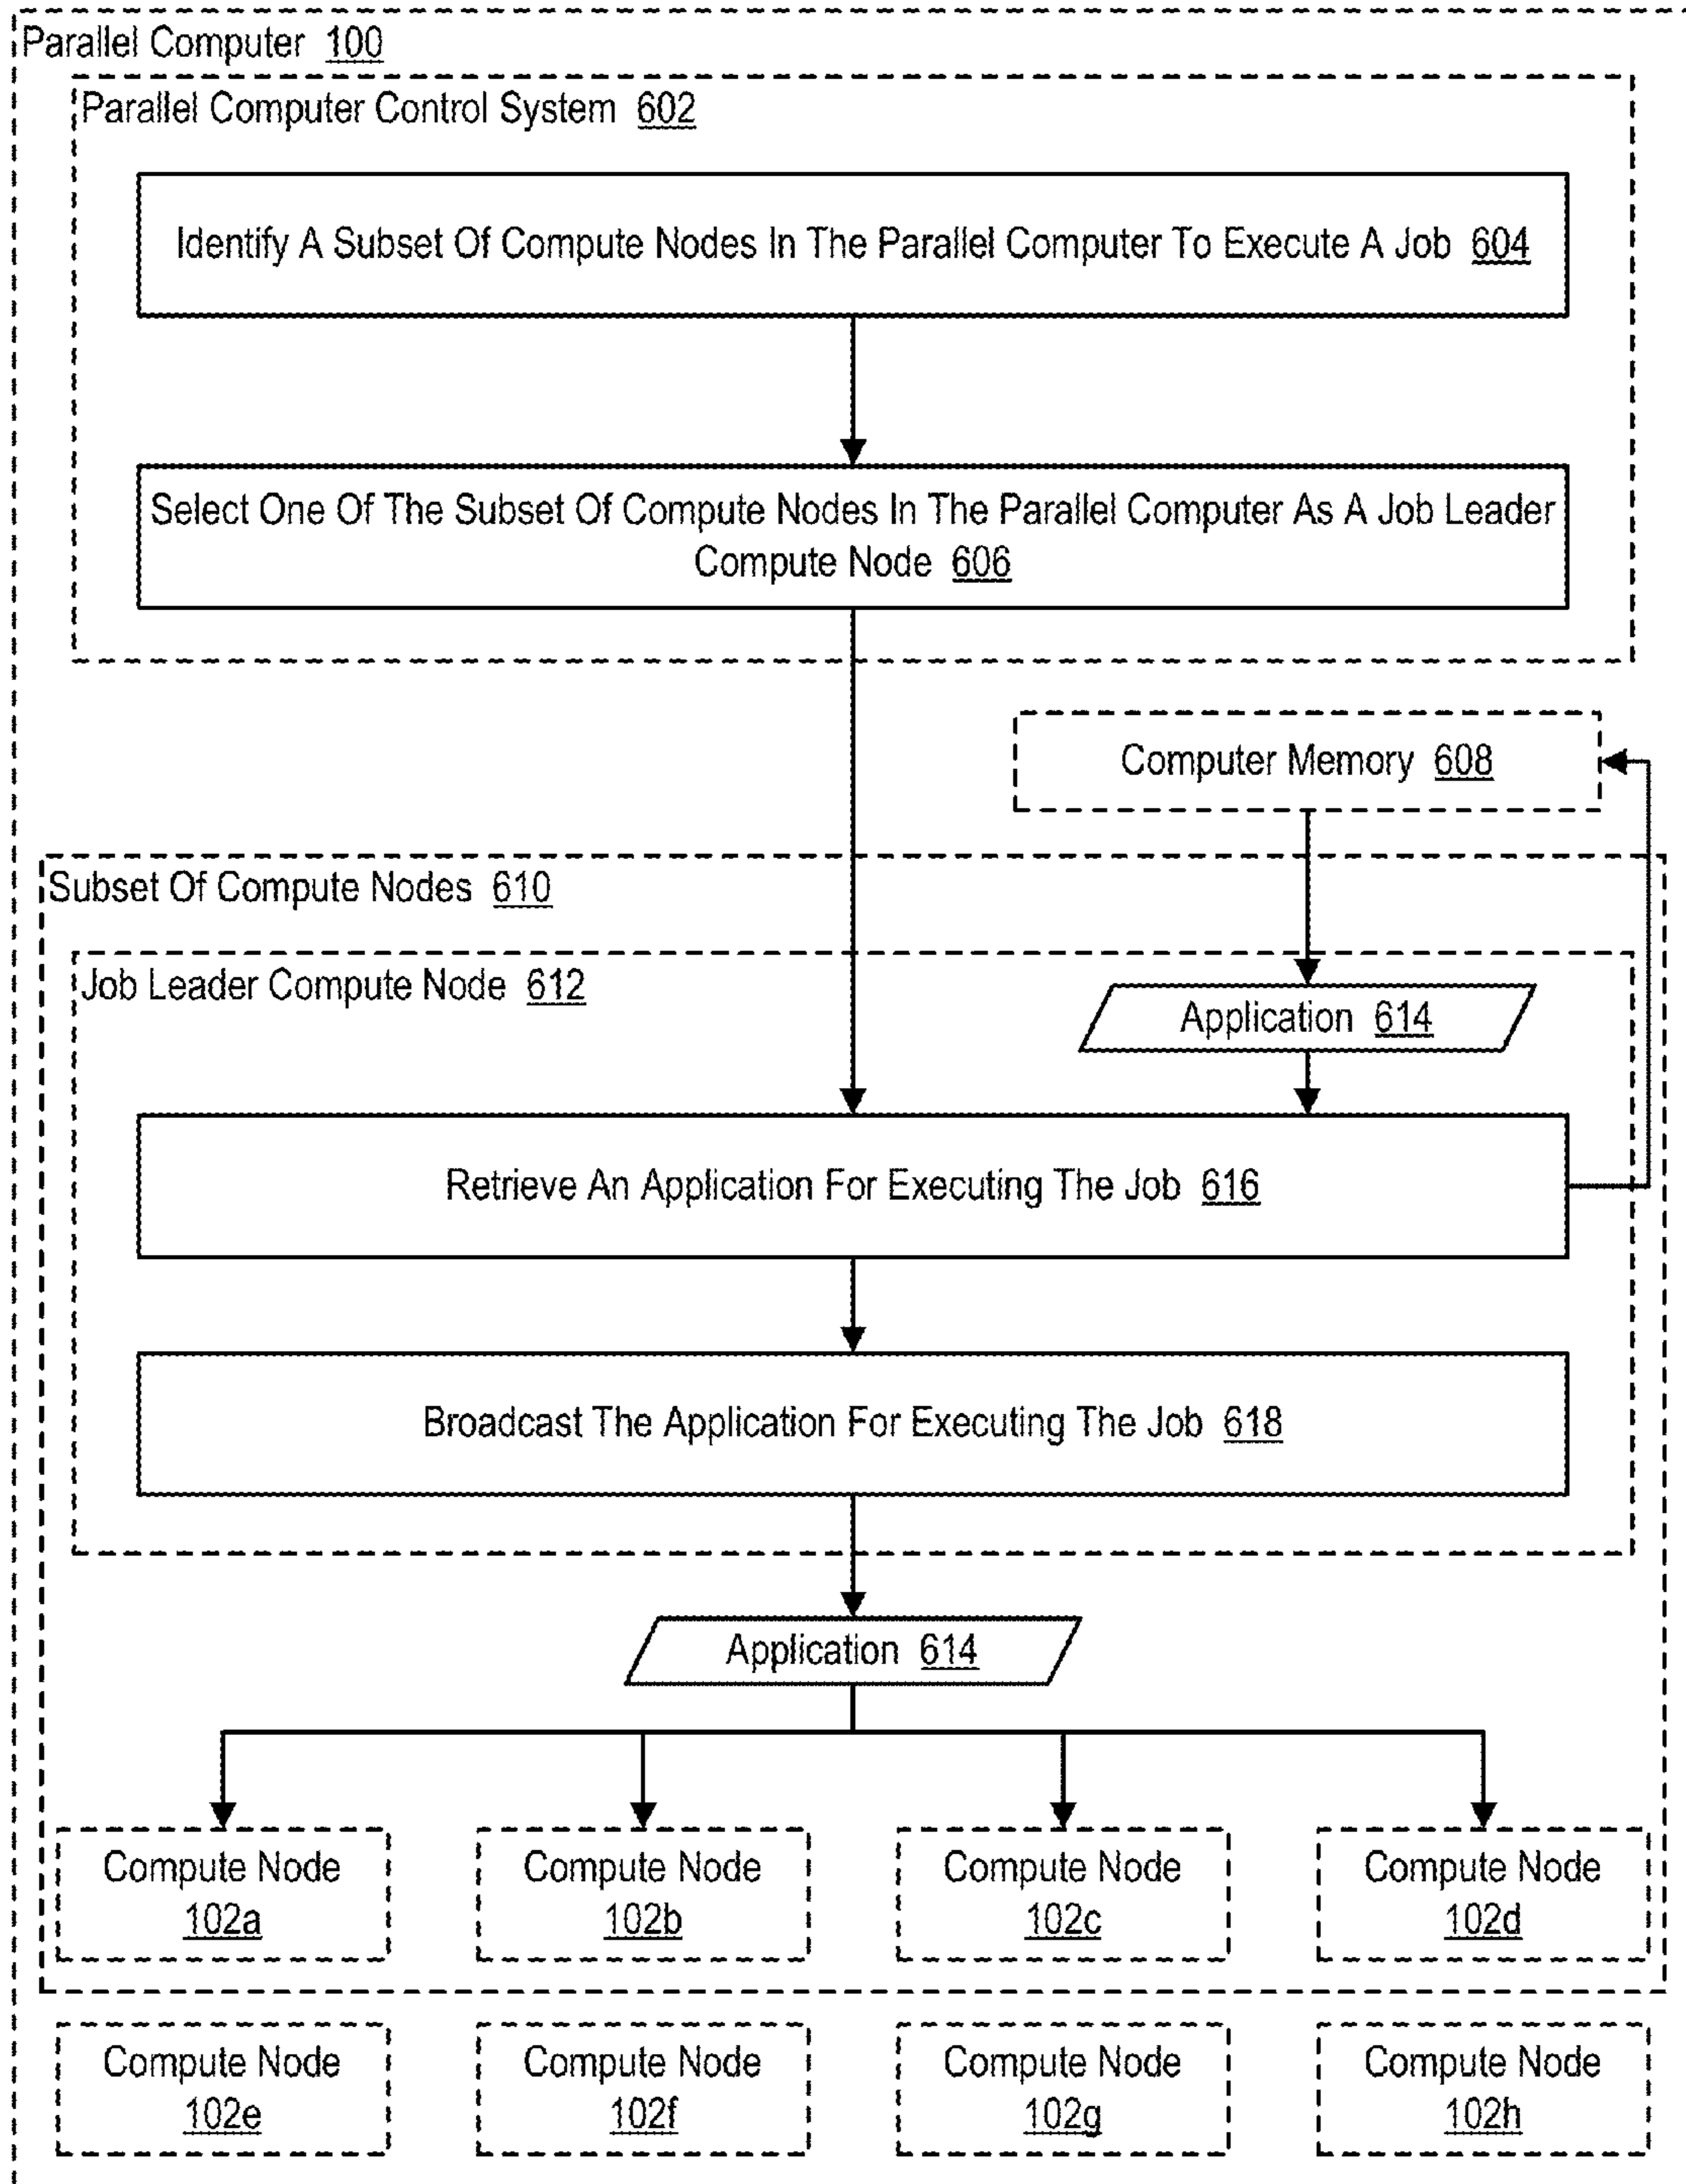 Parallel Computer 100
Parallel Computer Control System 602
Identify A Subset Of Compute Nodes In The Parallel Computer To Execute A Job 604
Select One Of The Subset Of Compute Nodes In The Parallel Computer As A Job Leader
Compute Node 606
Computer Memory 608
Subset Of Compute Nodes 610
Job Leader Compute Node 612
Application 614
Retrieve An Application For Executing The Job 616
Broadcast The Application For Executing The Job 618
Application 614
Compute Node
102a
Compute Node
102b
Compute Node
102c
Compute Node
102d
Compute Node
102e
Compute Node
102f
Compute Node
102g
Compute Node
102h